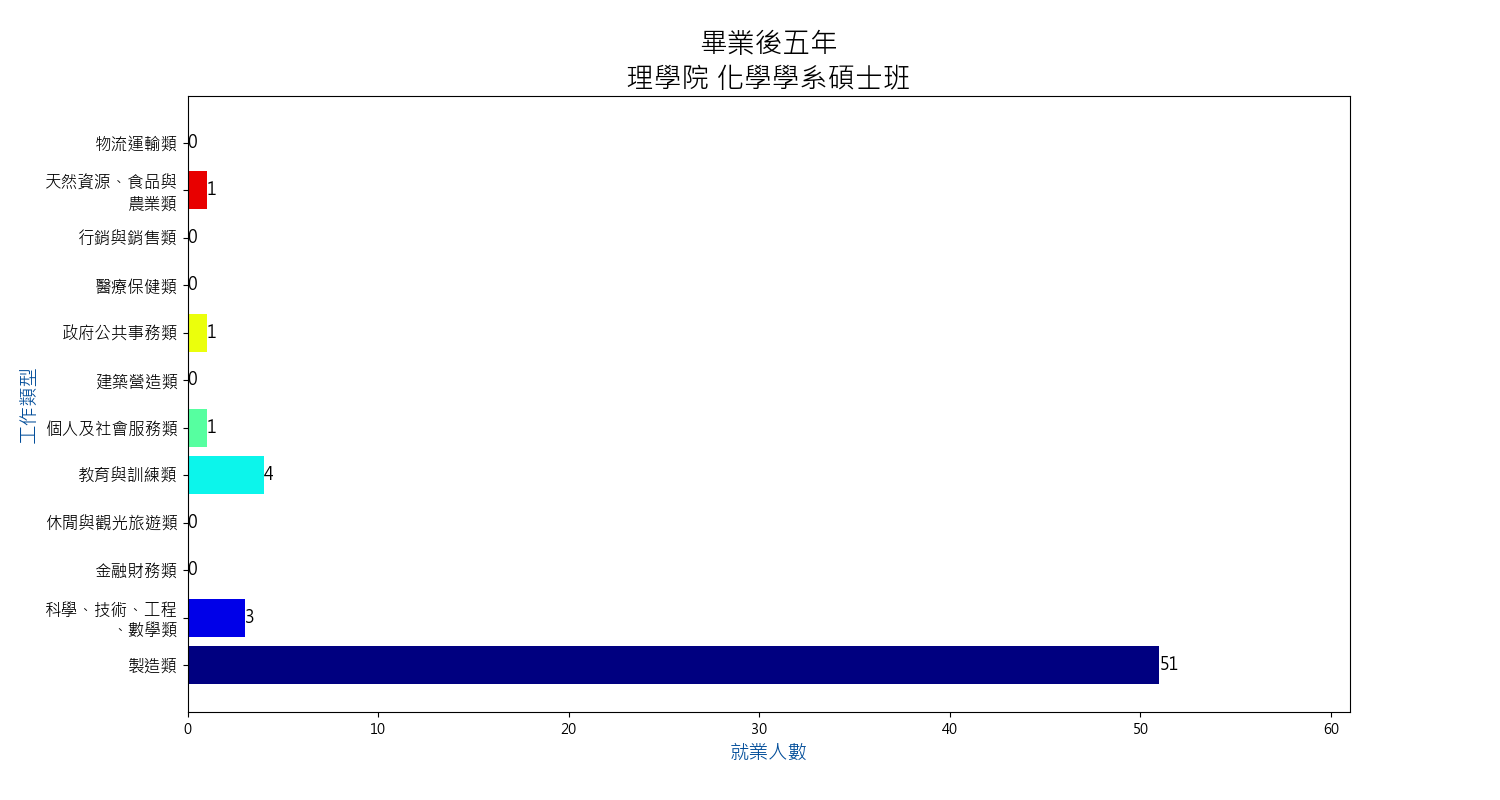 畢業後五年
理學院 化學學系碩士班
物流運輸類
0
天然資源、食品與
農業類
1
行銷與銷售類
0
醫療保健類
0
政府公共事務類
1
建築營造類
0
個人及社會服務類
1
教育與訓練類
4
休閒與觀光旅遊類
0
金融財務類
0
科學、技術、工程
、數學類
3
製造類
51
工作類型
0 10 20 30 40 50 60
就業人數